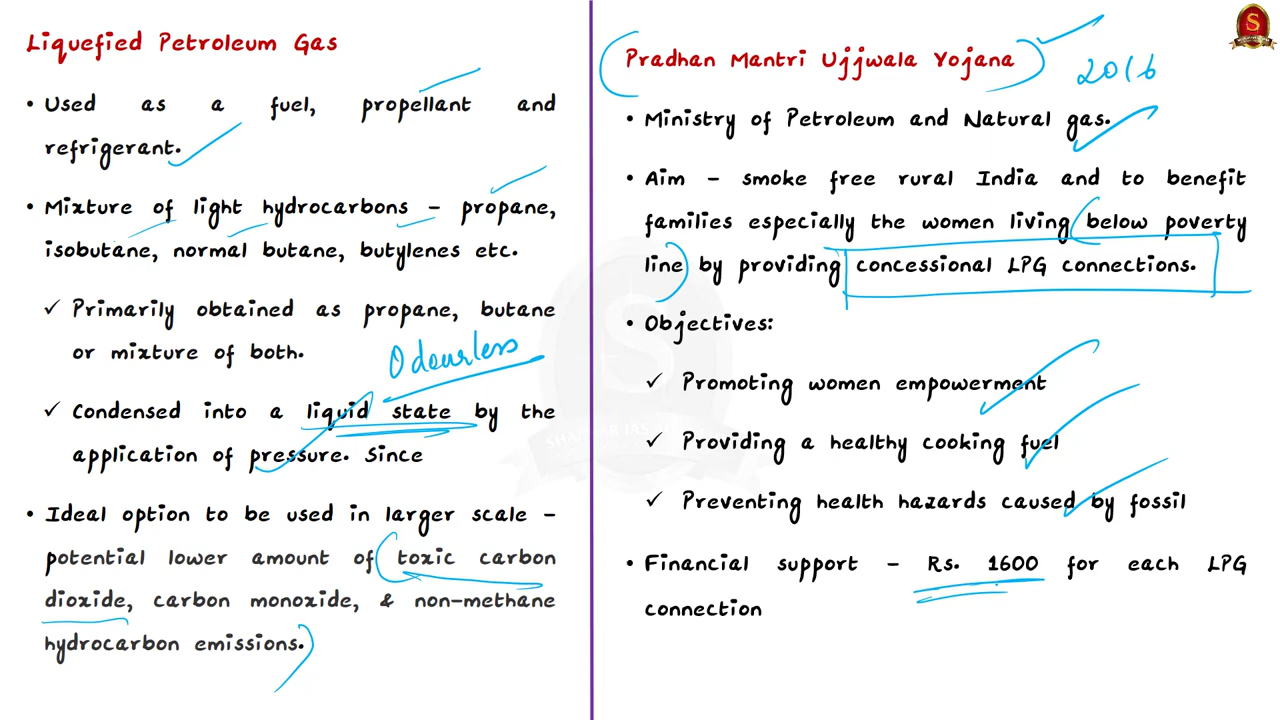 Liquefied Petroleum Gas
• Used as a fuel, propellant and
refrigerant.
• Mixture of light hydrocarbons – propane,
isobutane, normal butane, butylenes etc.
✓ Primarily obtained as propane, butane
or mixture of both.
Odourless
✓ Condensed into a liquid state by the
application of pressure. Since
• Ideal option to be used in larger scale –
potential lower amount of toxic carbon
dioxide, carbon monoxide, & non-methane
hydrocarbon emissions.
Pradhan Mantri Ujjwala Yojana
2016
• Ministry of Petroleum and Natural gas.
• Aim – smoke free rural India and to benefit
families especially the women living below poverty
line by providing concessional LPG connections.
• Objectives:
✓ Promoting women empowerment
✓ Providing a healthy cooking fuel
✓ Preventing health hazards caused by fossil
• Financial support – Rs. 1600 for each LPG
connection
S